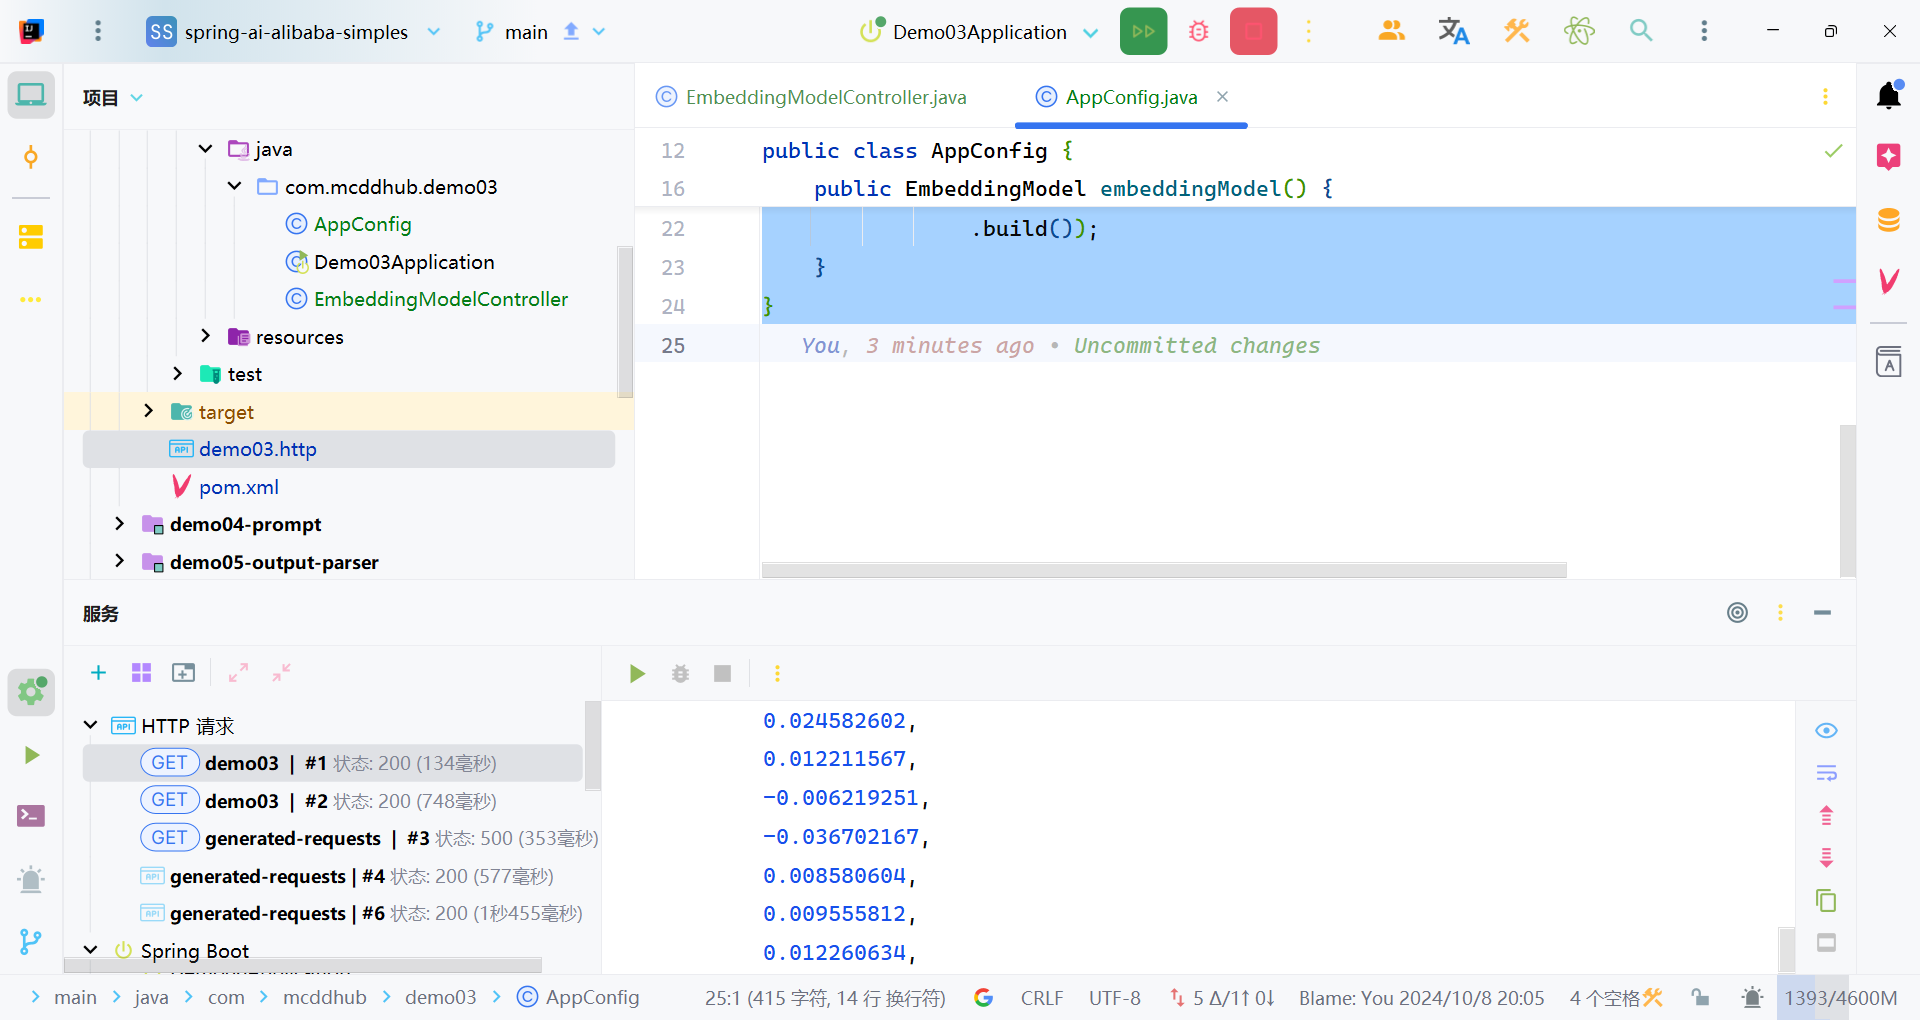 SS spring-ai-alibaba-simples
main
Demo03Application
项目
EmbeddingModelController.java
AppConfig.java
java
com.mcddhub.demo03
AppConfig
Demo03Application
EmbeddingModelController
resources
test
target
demo03.http
pom.xml
demo04-prompt
demo05-output-parser
12 public class AppConfig {
16 public EmbeddingModel embeddingModel() {
22 .build());
23 }
24 }
25 You, 3 minutes ago • Uncommitted changes
服务
HTTP 请求
GET demo03 | #1 状态: 200 (134毫秒)
GET demo03 | #2 状态: 200 (748毫秒)
GET generated-requests | #3 状态: 500 (353毫秒)
API generated-requests | #4 状态: 200 (577毫秒)
API generated-requests | #6 状态: 200 (1秒455毫秒)
Spring Boot
0.024582602,
0.012211567,
-0.006219251,
-0.036702167,
0.008580604,
0.009555812,
0.012260634,
main > java > com > mcddhub > demo03 > AppConfig
25:1 (415 字符, 14 行 换行符)
CRLF
UTF-8
5 Δ/1↑ 0↓
Blame: You 2024/10/8 20:05
4 个空格
1393/4600M